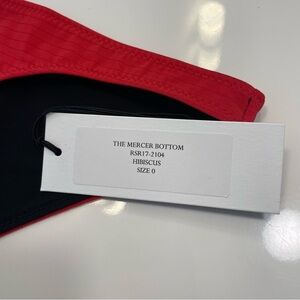 THE MERCER BOTTOM
RSR17-2104
HIBISCUS
SIZE 0